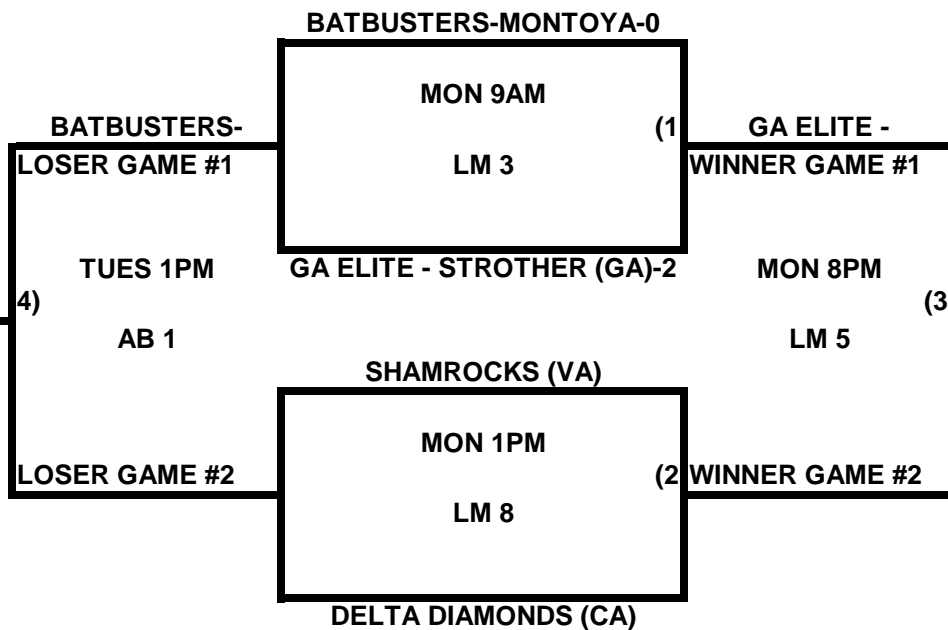 BATBUSTERS-MONTOYA-0
MON 9AM
BATBUSTERS- (1 GA ELITE -
LOSER GAME #1 LM 3 WINNER GAME #1
TUES 1PM GA ELITE - STROTHER (GA)-2 MON 8PM
4) (3
AB 1 LM 5
SHAMROCKS (VA)
MON 1PM
LOSER GAME #2 (2 WINNER GAME #2
LM 8
DELTA DIAMONDS (CA)